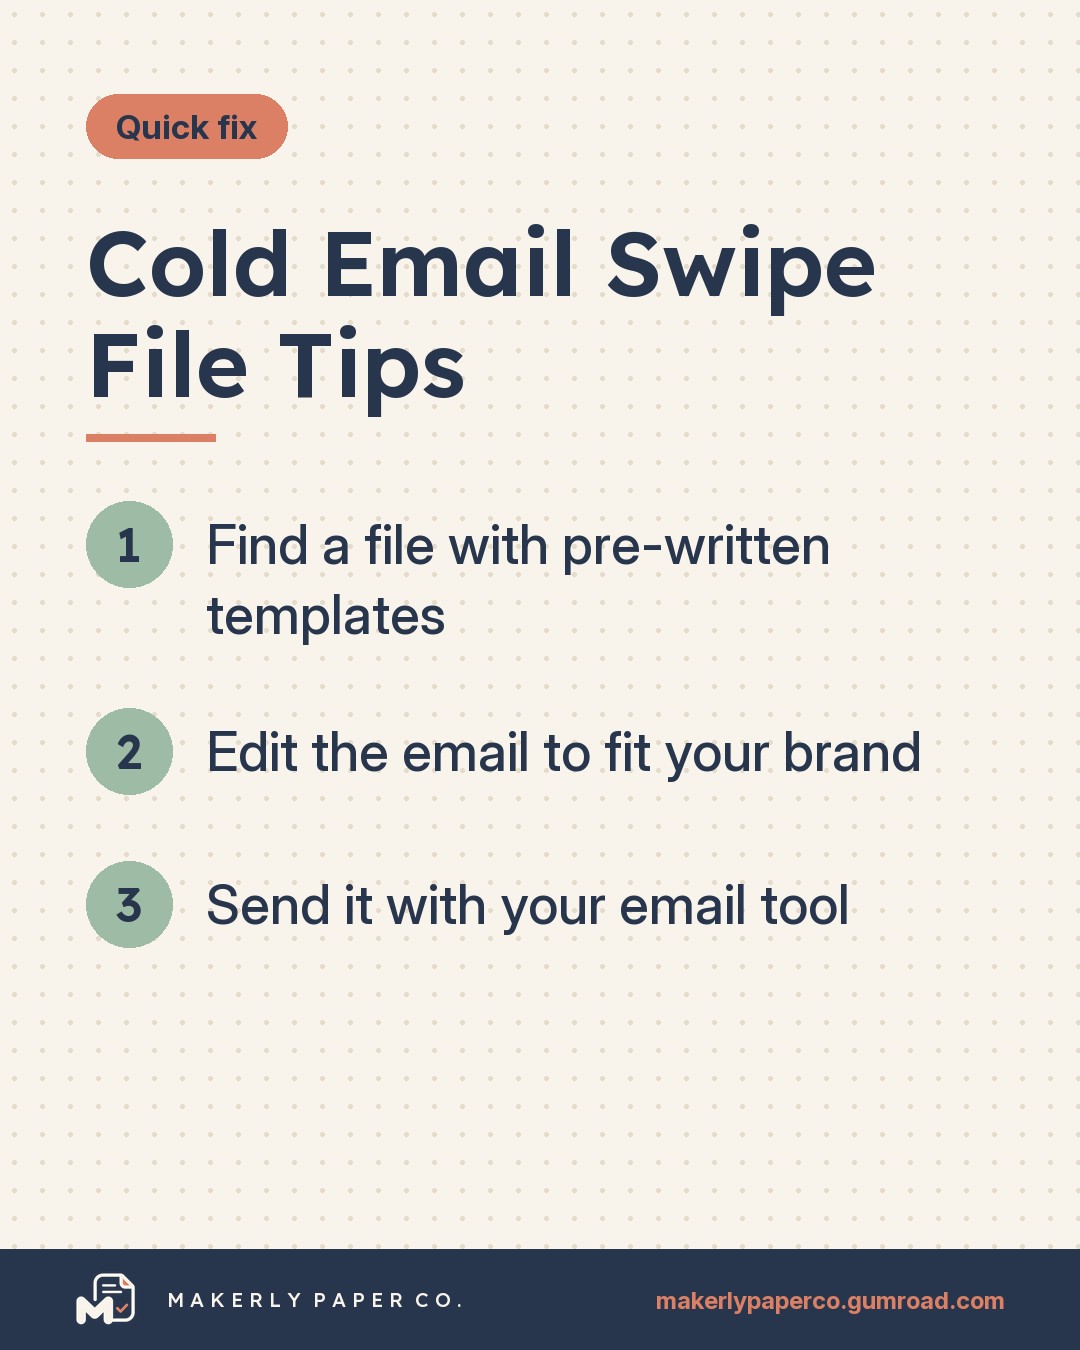 Quick fix
Cold Email Swipe
File Tips
1 Find a file with pre-written
templates
2 Edit the email to fit your brand
3 Send it with your email tool
MAKERLY PAPER CO.
makerlypaperco.gumroad.com